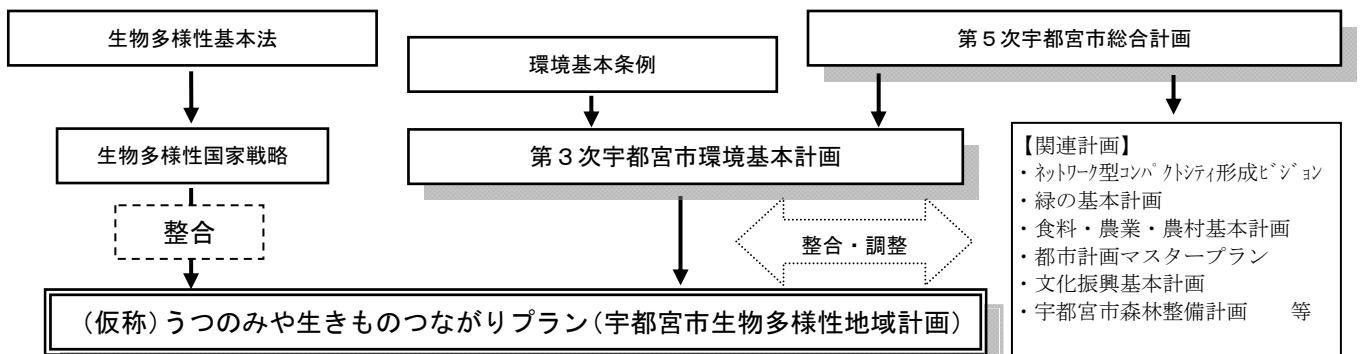 生物多様性基本法
環境基本条例
第５次宇都宮市総合計画
生物多様性国家戦略
第３次宇都宮市環境基本計画
【関連計画】
・ﾈｯﾄﾜｰｸ型ｺﾝﾊﾟｸﾄｼﾃｨ形成ﾋﾞｼﾞｮﾝ
・緑の基本計画
・食料・農業・農村基本計画
・都市計画マスタープラン
・文化振興基本計画
・宇都宮市森林整備計画　　等
整合
整合・調整
（仮称）うつのみや生きものつながりプラン（宇都宮市生物多様性地域計画）